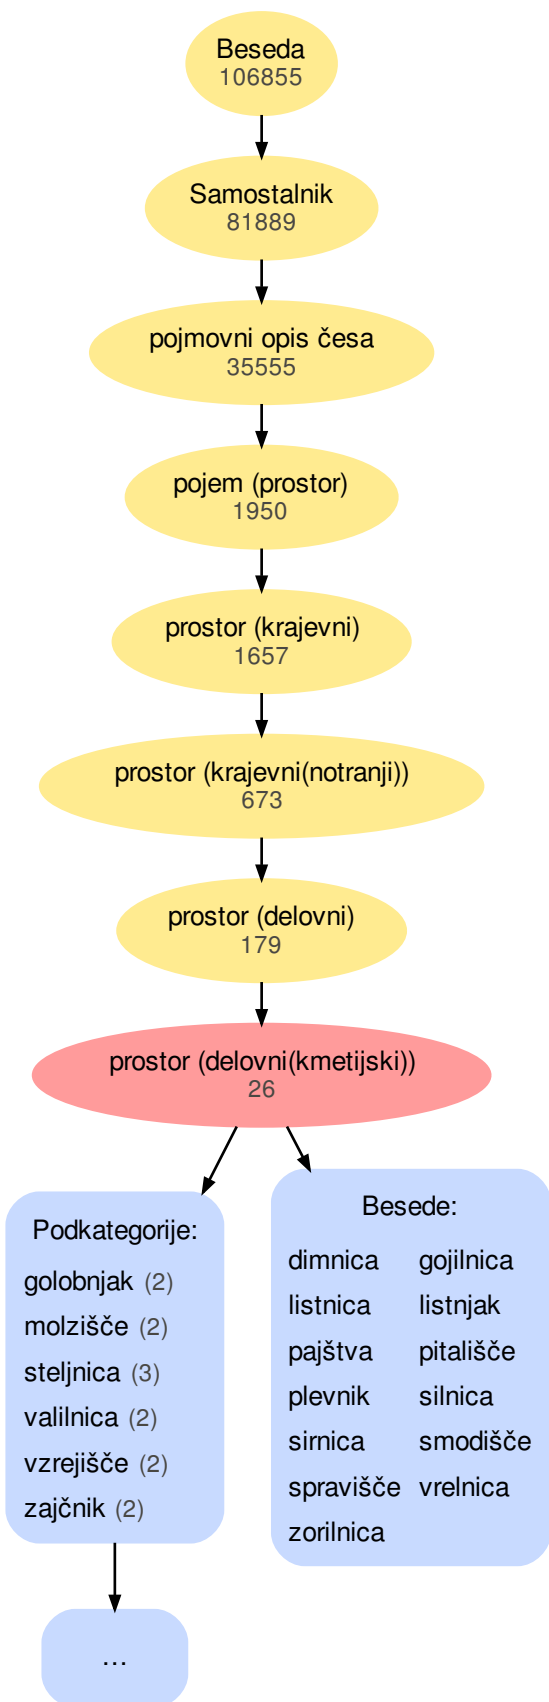 Beseda
106855
Samostalnik
81889
pojmovni opis česa
35555
pojem (prostor)
1950
prostor (krajevni)
1657
prostor (krajevni(notranji))
673
prostor (delovni)
179
prostor (delovni(kmetijski))
26
Podkategorije:
golobnjak (2)
molzišče (2)
steljnica (3)
valilnica (2)
vzrejišče (2)
zajčnik (2)
...
Besede:
dimnica gojilnica
listnica listnjak
pajštva pitališče
plevnik silnica
sirnica smodišče
spravišče vrelnica
zorilnica